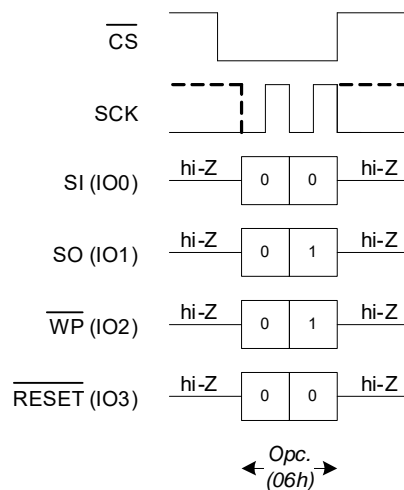 CS
SCK
hi-Z hi-Z
SI (IO0) 0 0
hi-Z hi-Z
SO (IO1) 0 1
hi-Z hi-Z
WP (IO2) 0 1
hi-Z hi-Z
RESET (IO3) 0 0
Opc.
(06h)